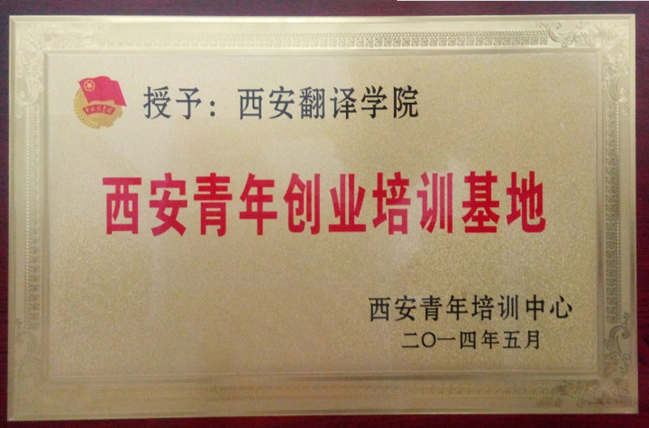 授予：西安翻译学院
西安青年创业培训基地
西安青年培训中心
二〇一四年五月